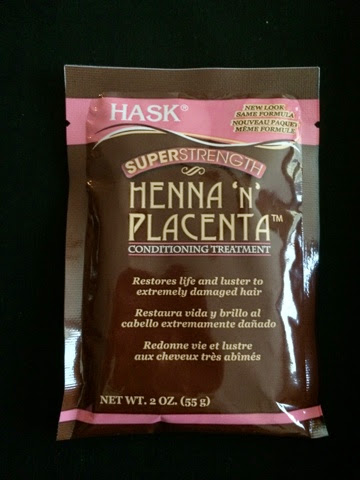 HASK®
NEW LOOK
SAME FORMULA
NOUVEAU PAQUET
MÊME FORMULE
SUPERSTRENGTH
HENNA 'N'
PLACENTA™
CONDITIONING TREATMENT
Restores life and luster to
extremely damaged hair
Restaura vida y brillo al
cabello extremamente dañado
Redonne vie et lustre
aux cheveux très abîmés
NET WT. 2 OZ. (55 g)